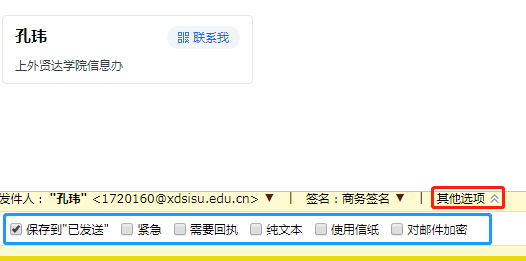 孔玮
联系我
上外贤达学院信息办
发件人："孔玮" <1720160@xdsisu.edu.cn> ▼ | 签名：商务签名 ▼ | 其他选项
保存到"已发送" 紧急 需要回执 纯文本 使用信纸 对邮件加密